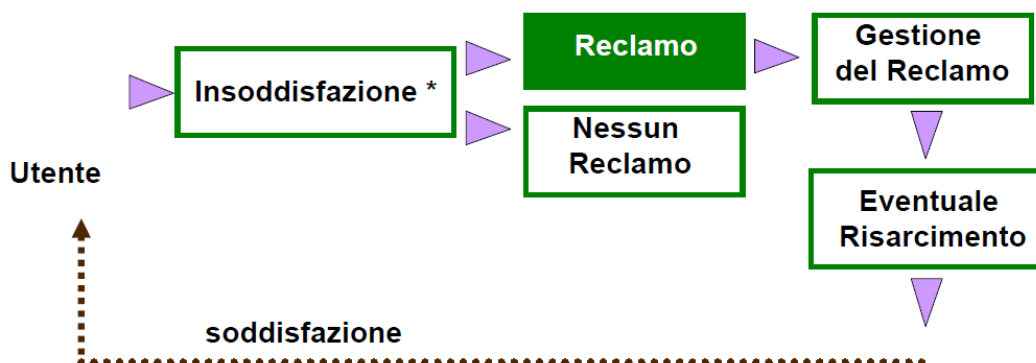 Reclamo
Gestione
del Reclamo
Insoddisfazione *
Nessun
Reclamo
Utente
Eventuale
Risarcimento
soddisfazione